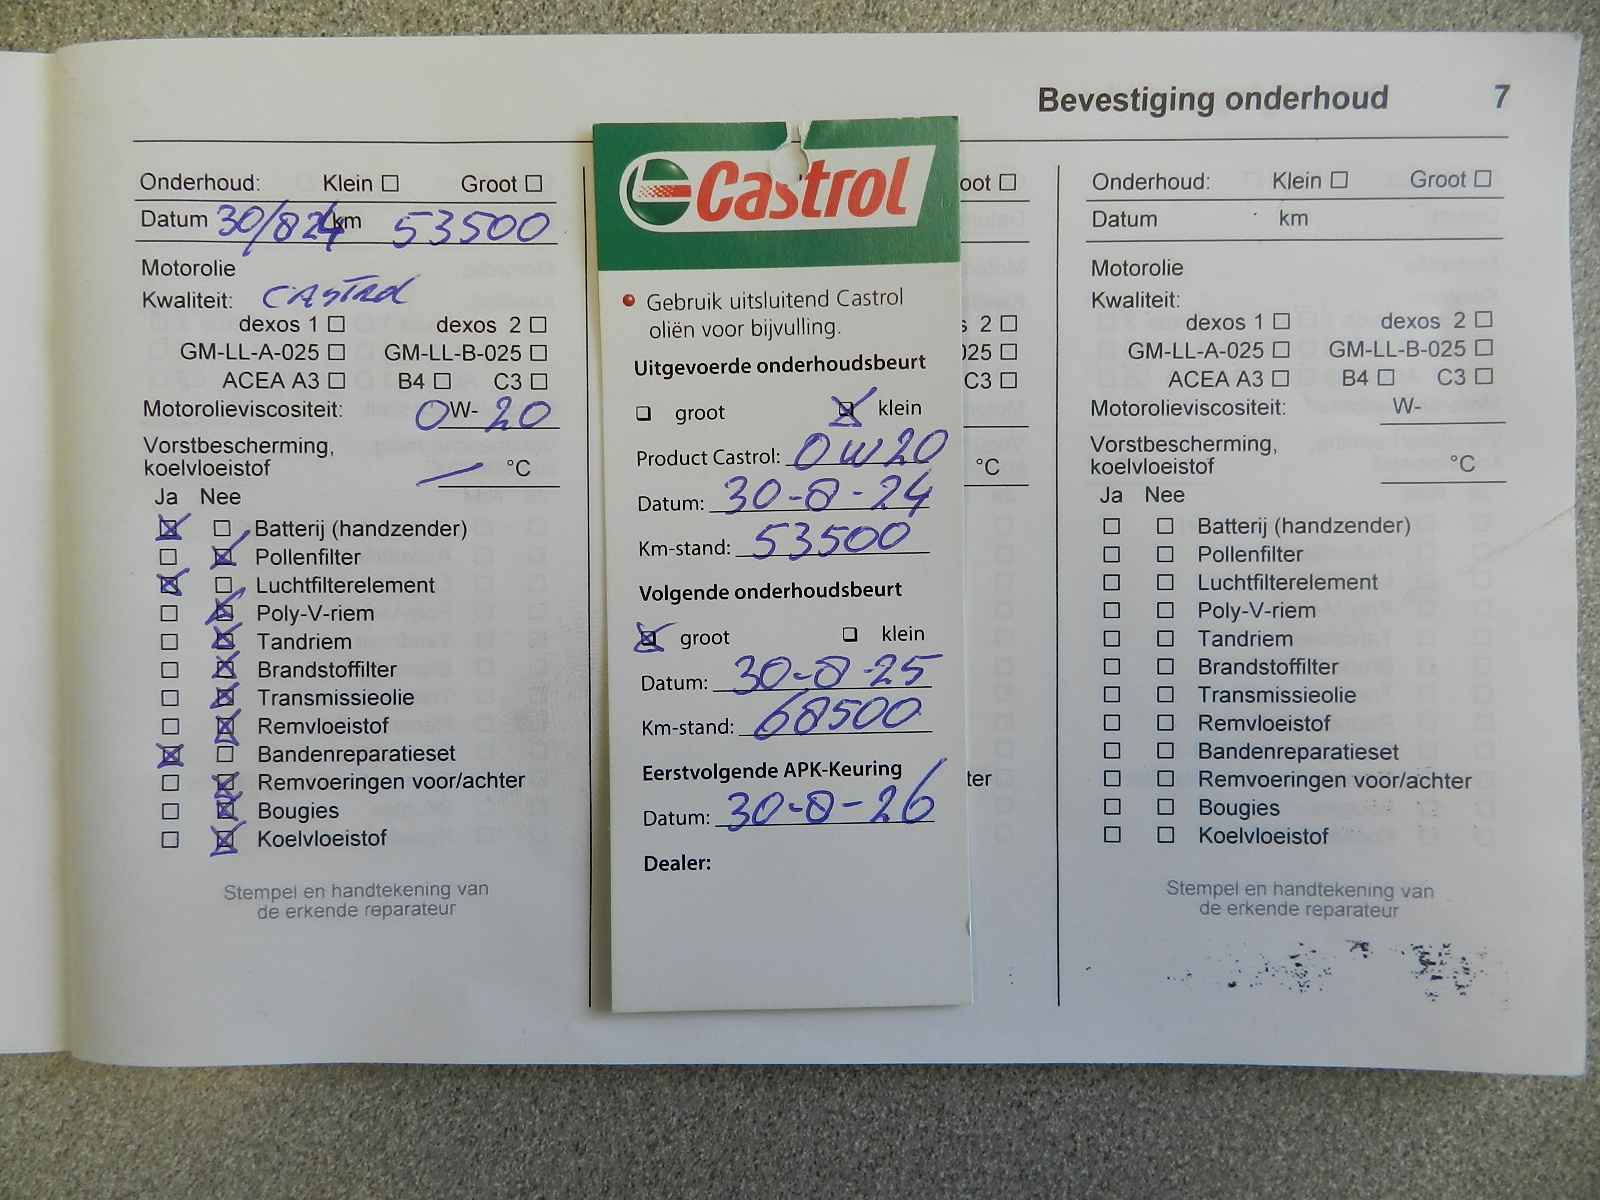 Bevestiging onderhoud 7
Onderhoud: Klein ☐ Groot ☐
Datum 30/8 24 km 53500
Motorolie
Kwaliteit: CASTROL
dexos 1 ☐ dexos 2 ☐
GM-LL-A-025 ☐ GM-LL-B-025 ☐
ACEA A3 ☐ B4 ☐ C3 ☐
Motorolieviscositeit: 0 W- 20
Vorstbescherming,
koelvloeistof — °C
Ja Nee
☒ ☐ Batterij (handzender)
☐ ☒ Pollenfilter
☒ ☐ Luchtfilterelement
☐ ☒ Poly-V-riem
☐ ☒ Tandriem
☐ ☒ Brandstoffilter
☐ ☒ Transmissieolie
☐ ☒ Remvloeistof
☒ ☐ Bandenreparatieset
☐ ☒ Remvoeringen voor/achter
☐ ☒ Bougies
☐ ☒ Koelvloeistof
Stempel en handtekening van
de erkende reparateur
Castrol
Gebruik uitsluitend Castrol
oliën voor bijvulling.
Uitgevoerde onderhoudsbeurt
☐ groot ☒ klein
Product Castrol: 0W20
Datum: 30-8-24
Km-stand: 53500
Volgende onderhoudsbeurt
☒ groot ☐ klein
Datum: 30-8-25
Km-stand: 68500
Eerstvolgende APK-Keuring
Datum: 30-8-26
Dealer:
oot ☐
2 ☐
025 ☐
C3 ☐
°C
ter
Onderhoud: Klein ☐ Groot ☐
Datum km
Motorolie
Kwaliteit:
dexos 1 ☐ dexos 2 ☐
GM-LL-A-025 ☐ GM-LL-B-025 ☐
ACEA A3 ☐ B4 ☐ C3 ☐
Motorolieviscositeit: W-
Vorstbescherming,
koelvloeistof °C
Ja Nee
☐ ☐ Batterij (handzender)
☐ ☐ Pollenfilter
☐ ☐ Luchtfilterelement
☐ ☐ Poly-V-riem
☐ ☐ Tandriem
☐ ☐ Brandstoffilter
☐ ☐ Transmissieolie
☐ ☐ Remvloeistof
☐ ☐ Bandenreparatieset
☐ ☐ Remvoeringen voor/achter
☐ ☐ Bougies
☐ ☐ Koelvloeistof
Stempel en handtekening van
de erkende reparateur